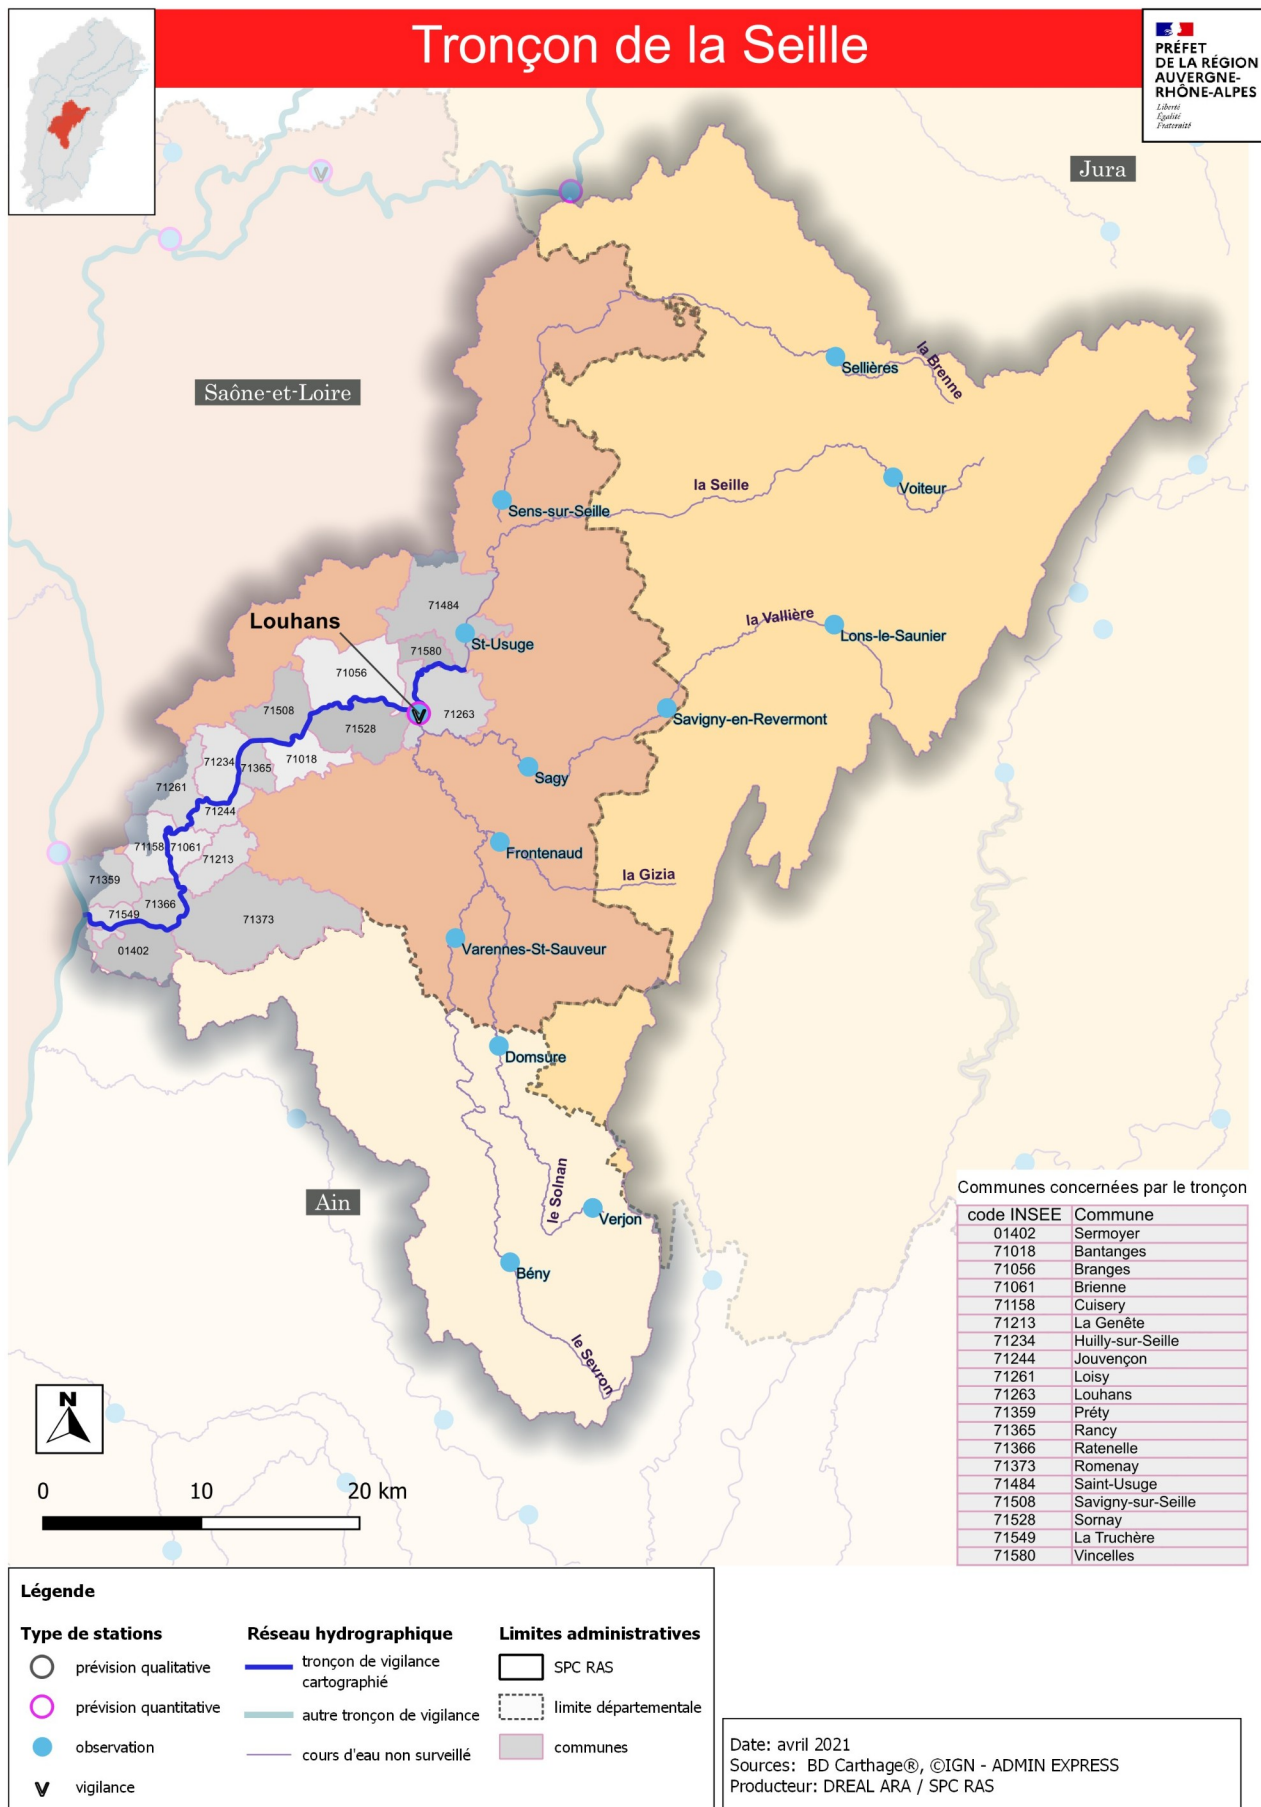 Tronçon de la Seille
PRÉFET
DE LA RÉGION
AUVERGNE-
RHÔNE-ALPES
Liberté
Égalité
Fraternité
Jura
V
Saône-et-Loire
Sellières
la Brenne
la Seille
Voiteur
Sens-sur-Seille
71484
Louhans
St-Usuge
71580
la Vallière
Lons-le-Saunier
71056
71263
71508
V
Savigny-en-Revermont
71528
71234
71365
71018
Sagy
71261
71244
71158
71061
71213
Frontenaud
la Gizia
71359
71366
71549
71373
01402
Varennes-St-Sauveur
Domsure
le Solnan
Ain
Verjon
Bény
le Sevron
N
0 10 20 km
Communes concernées par le tronçon
code INSEE Commune
01402 Sermoyer
71018 Bantanges
71056 Branges
71061 Brienne
71158 Cuisery
71213 La Genête
71234 Huilly-sur-Seille
71244 Jouvençon
71261 Loisy
71263 Louhans
71359 Préty
71365 Rancy
71366 Ratenelle
71373 Romenay
71484 Saint-Usuge
71508 Savigny-sur-Seille
71528 Sornay
71549 La Truchère
71580 Vincelles
Légende
Type de stations
prévision qualitative
prévision quantitative
observation
V vigilance
Réseau hydrographique
tronçon de vigilance
cartographié
autre tronçon de vigilance
cours d'eau non surveillé
Limites administratives
SPC RAS
limite départementale
communes
Date: avril 2021
Sources: BD Carthage®, ©IGN - ADMIN EXPRESS
Producteur: DREAL ARA / SPC RAS